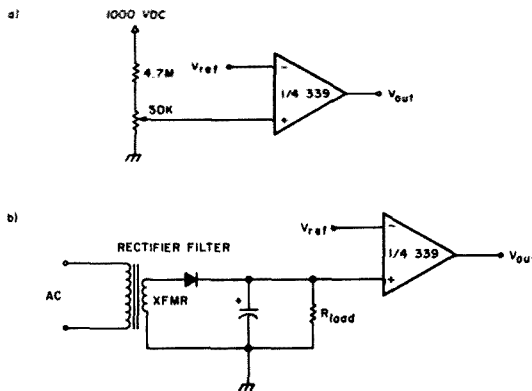 a)
1000 VDC
4.7M
50K
Vref
-
+
1/4 339
Vout
b)
RECTIFIER FILTER
AC
XFMR
+
Rload
Vref
-
+
1/4 339
Vout